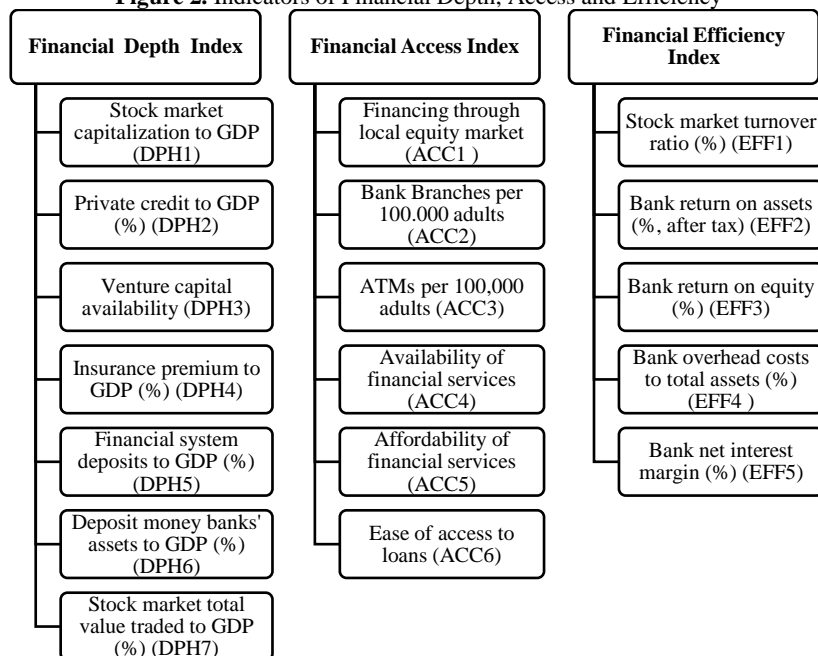 Figure 2. Indicators of Financial Depth, Access and Efficiency
Financial Depth Index
Stock market
capitalization to GDP
(DPH1)
Private credit to GDP
(%) (DPH2)
Venture capital
availability (DPH3)
Insurance premium to
GDP (%) (DPH4)
Financial system
deposits to GDP (%)
(DPH5)
Deposit money banks'
assets to GDP (%)
(DPH6)
Stock market total
value traded to GDP
(%) (DPH7)
Financial Access Index
Financing through
local equity market
(ACC1 )
Bank Branches per
100.000 adults
(ACC2)
ATMs per 100,000
adults (ACC3)
Availability of
financial services
(ACC4)
Affordability of
financial services
(ACC5)
Ease of access to
loans (ACC6)
Financial Efficiency
Index
Stock market turnover
ratio (%) (EFF1)
Bank return on assets
(%, after tax) (EFF2)
Bank return on equity
(%) (EFF3)
Bank overhead costs
to total assets (%)
(EFF4 )
Bank net interest
margin (%) (EFF5)